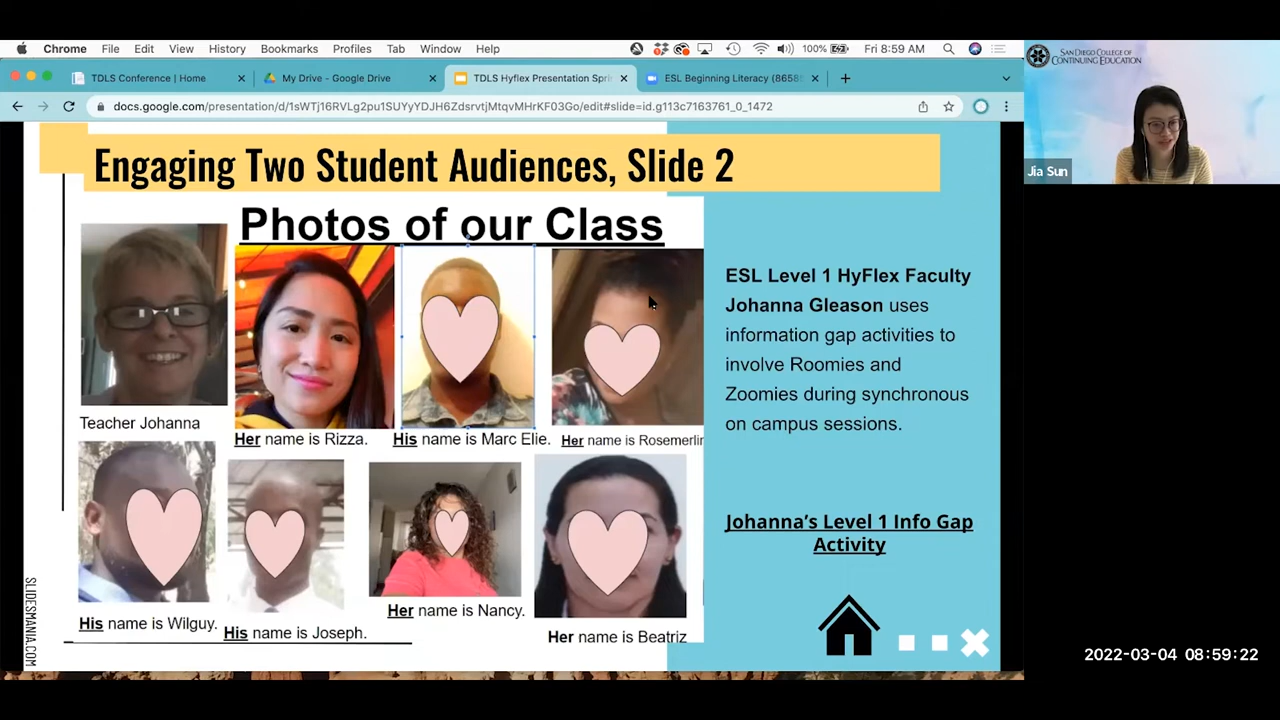 Chrome File Edit View History Bookmarks Profiles Tab Window Help 100% Fri 8:59 AM
TDLS Conference | Home
My Drive - Google Drive
TDLS Hyflex Presentation Spri
ESL Beginning Literacy (8658
docs.google.com/presentation/d/1sWTj16RVLg2pu1SUYyYDJH6ZdsrvtjMtqvMHrKF03Go/edit#slide=id.g113c7163761_0_1472
SAN DIEGO COLLEGE OF
CONTINUING EDUCATION
Jia Sun
Engaging Two Student Audiences, Slide 2
Photos of our Class
Teacher Johanna
Her name is Rizza.
His name is Marc Elie.
Her name is Rosemerlin
His name is Wilguy.
His name is Joseph.
Her name is Nancy.
Her name is Beatriz
ESL Level 1 HyFlex Faculty
Johanna Gleason uses
information gap activities to
involve Roomies and
Zoomies during synchronous
on campus sessions.
Johanna's Level 1 Info Gap
Activity
SLIDESMANIA.COM
2022-03-04 08:59:22